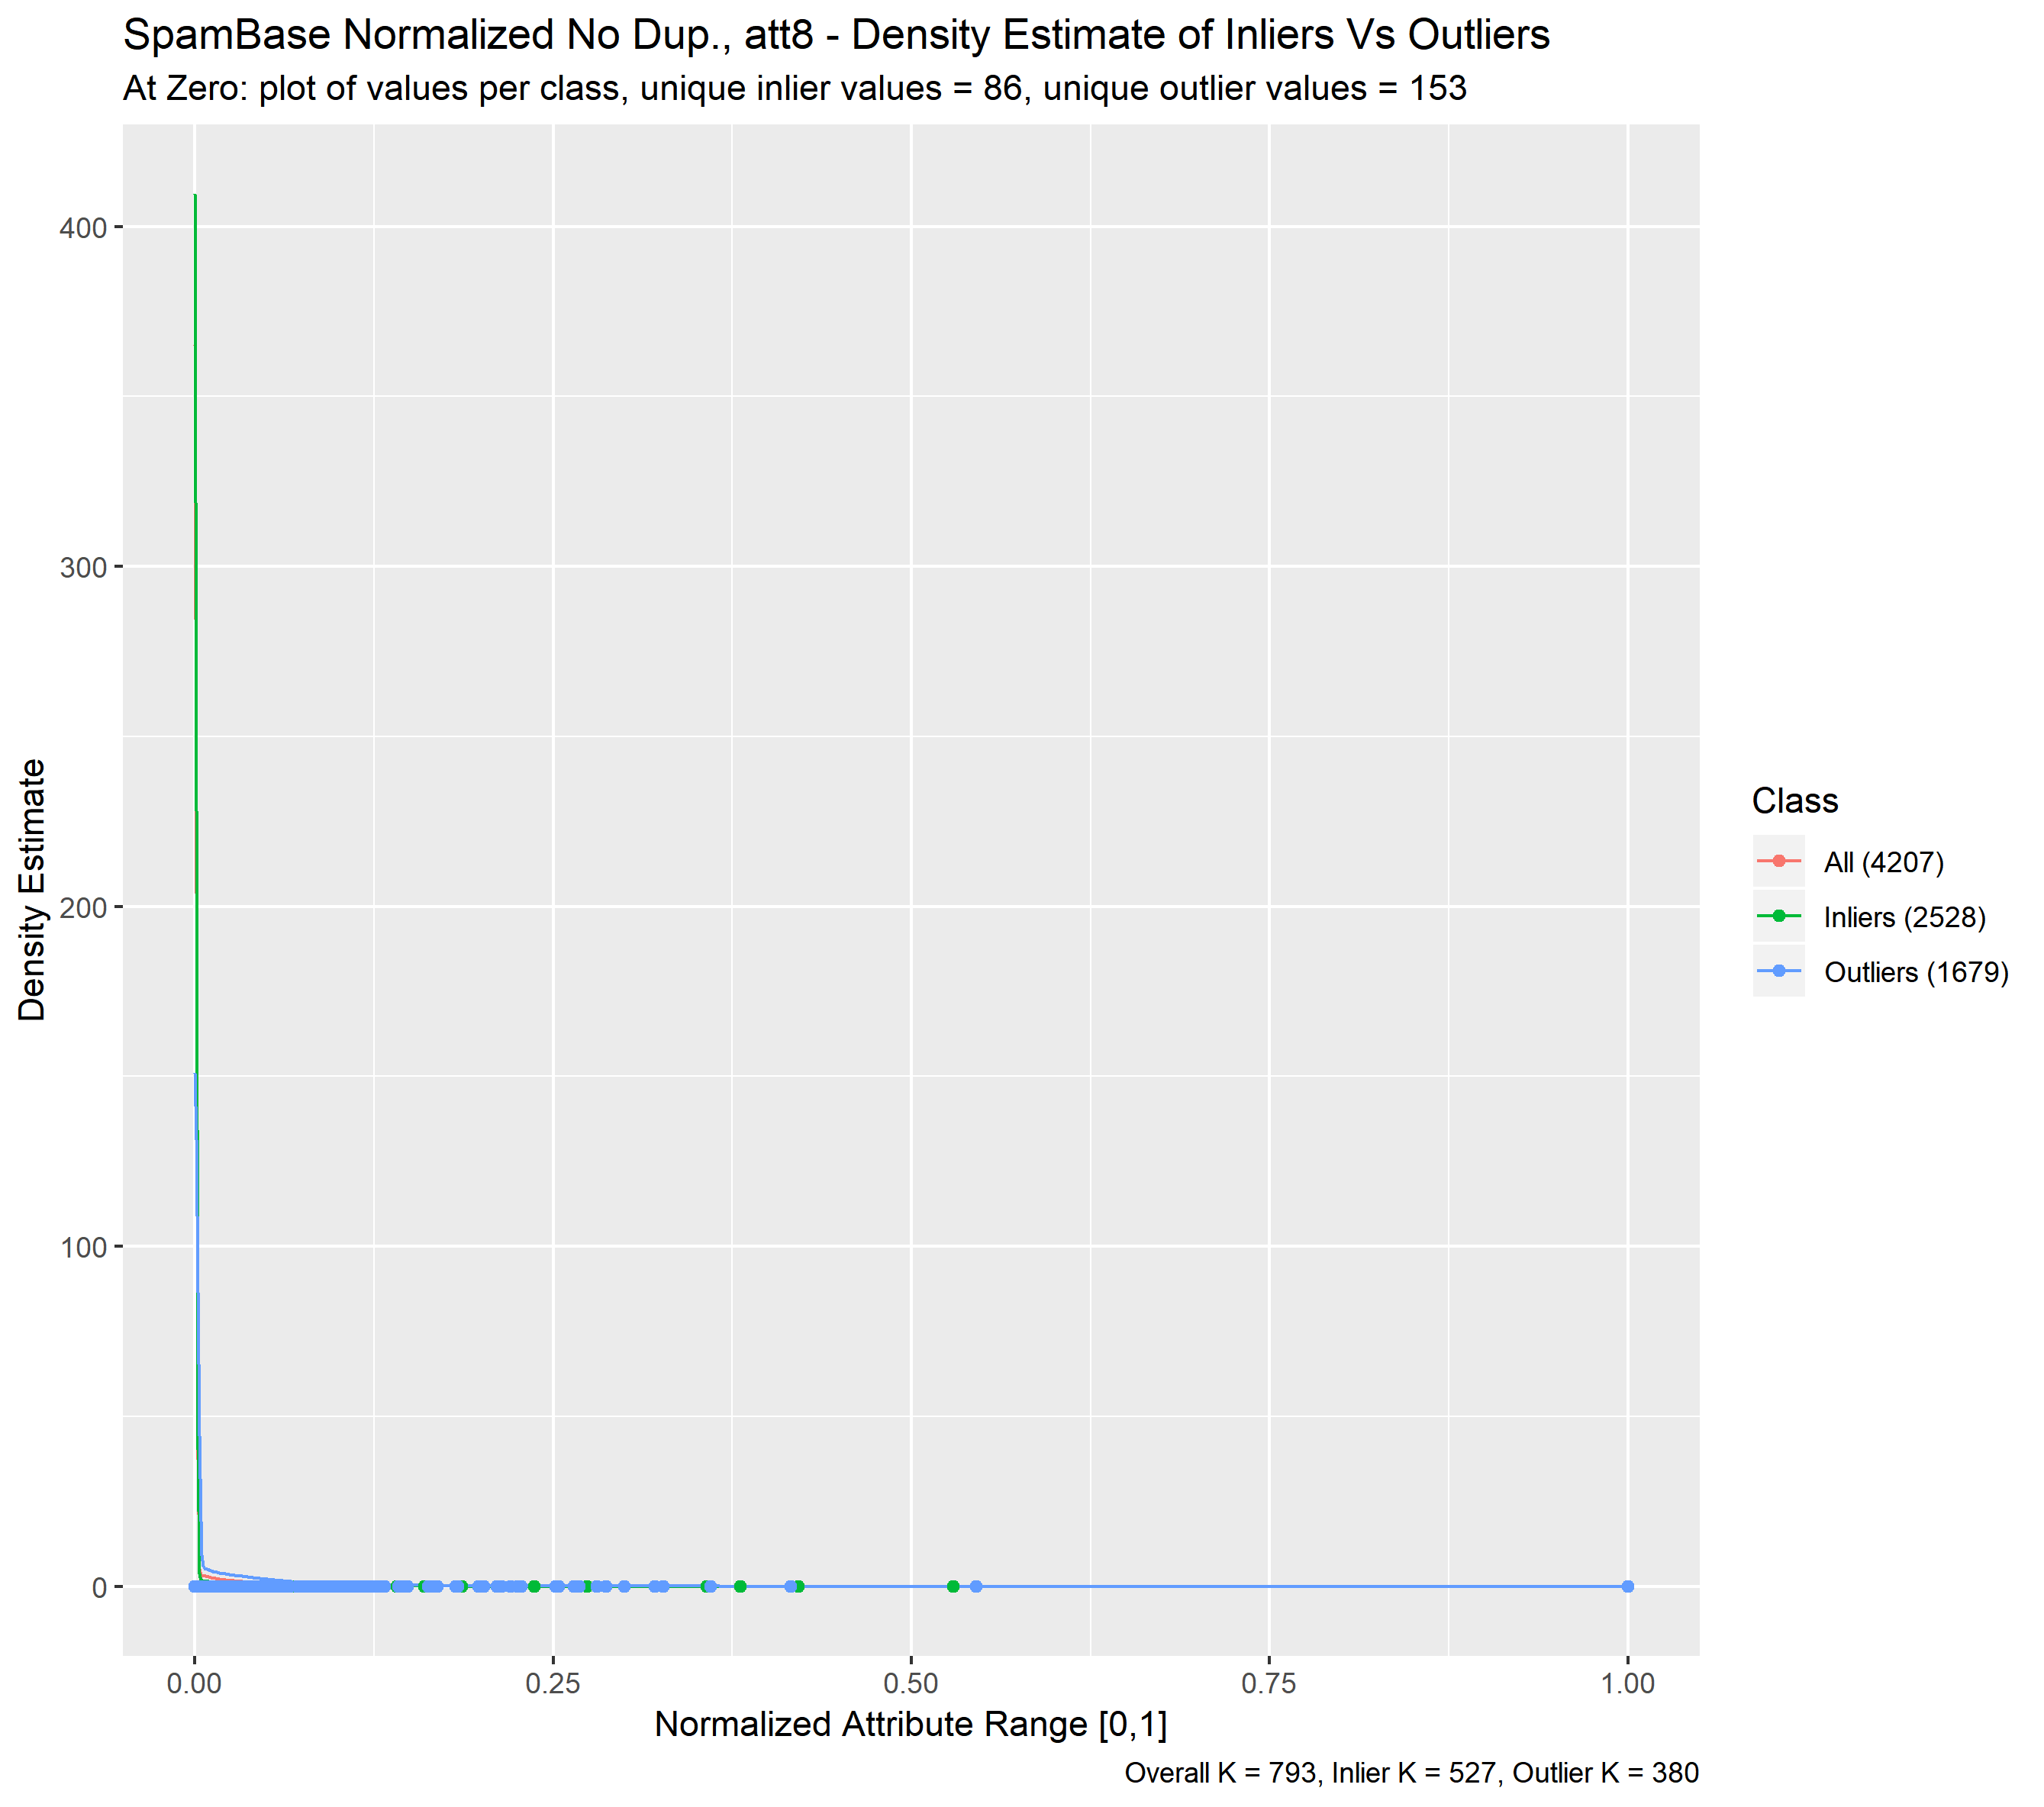 SpamBase Normalized No Dup., att8 - Density Estimate of Inliers Vs Outliers
At Zero: plot of values per class, unique inlier values = 86, unique outlier values = 153
400
300
200
100
0
Density Estimate
0.00
0.25
0.50
0.75
1.00
Normalized Attribute Range [0,1]
Overall K = 793, Inlier K = 527, Outlier K = 380
Class
All (4207)
Inliers (2528)
Outliers (1679)